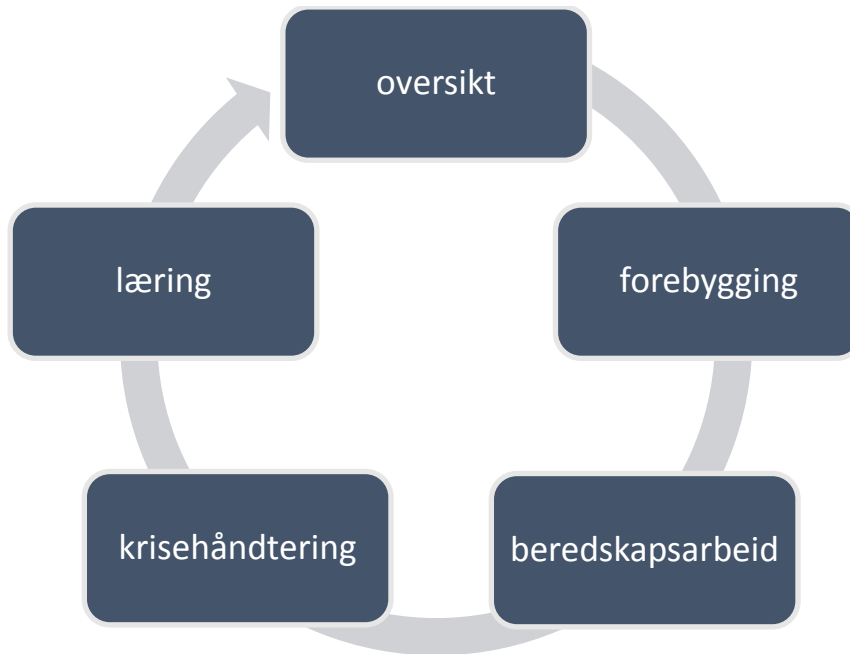 oversikt
forebygging
beredskapsarbeid
krisehåndtering
læring